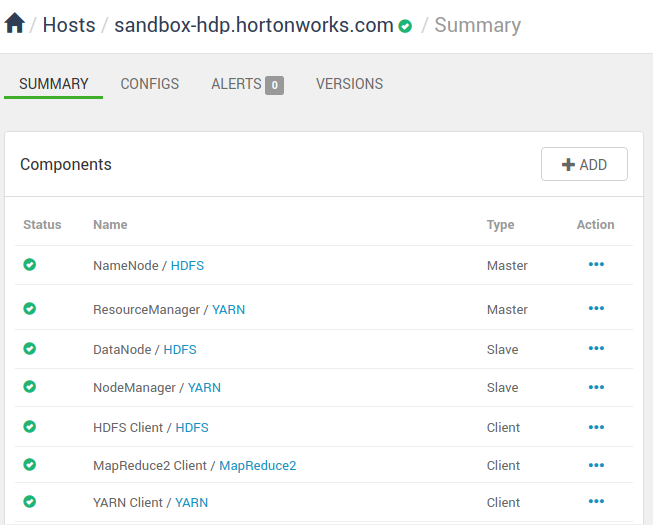 / Hosts / sandbox-hdp.hortonworks.com / Summary
SUMMARY CONFIGS ALERTS 0 VERSIONS
Components + ADD
Status Name Type Action
NameNode / HDFS Master •••
ResourceManager / YARN Master •••
DataNode / HDFS Slave •••
NodeManager / YARN Slave •••
HDFS Client / HDFS Client •••
MapReduce2 Client / MapReduce2 Client •••
YARN Client / YARN Client •••